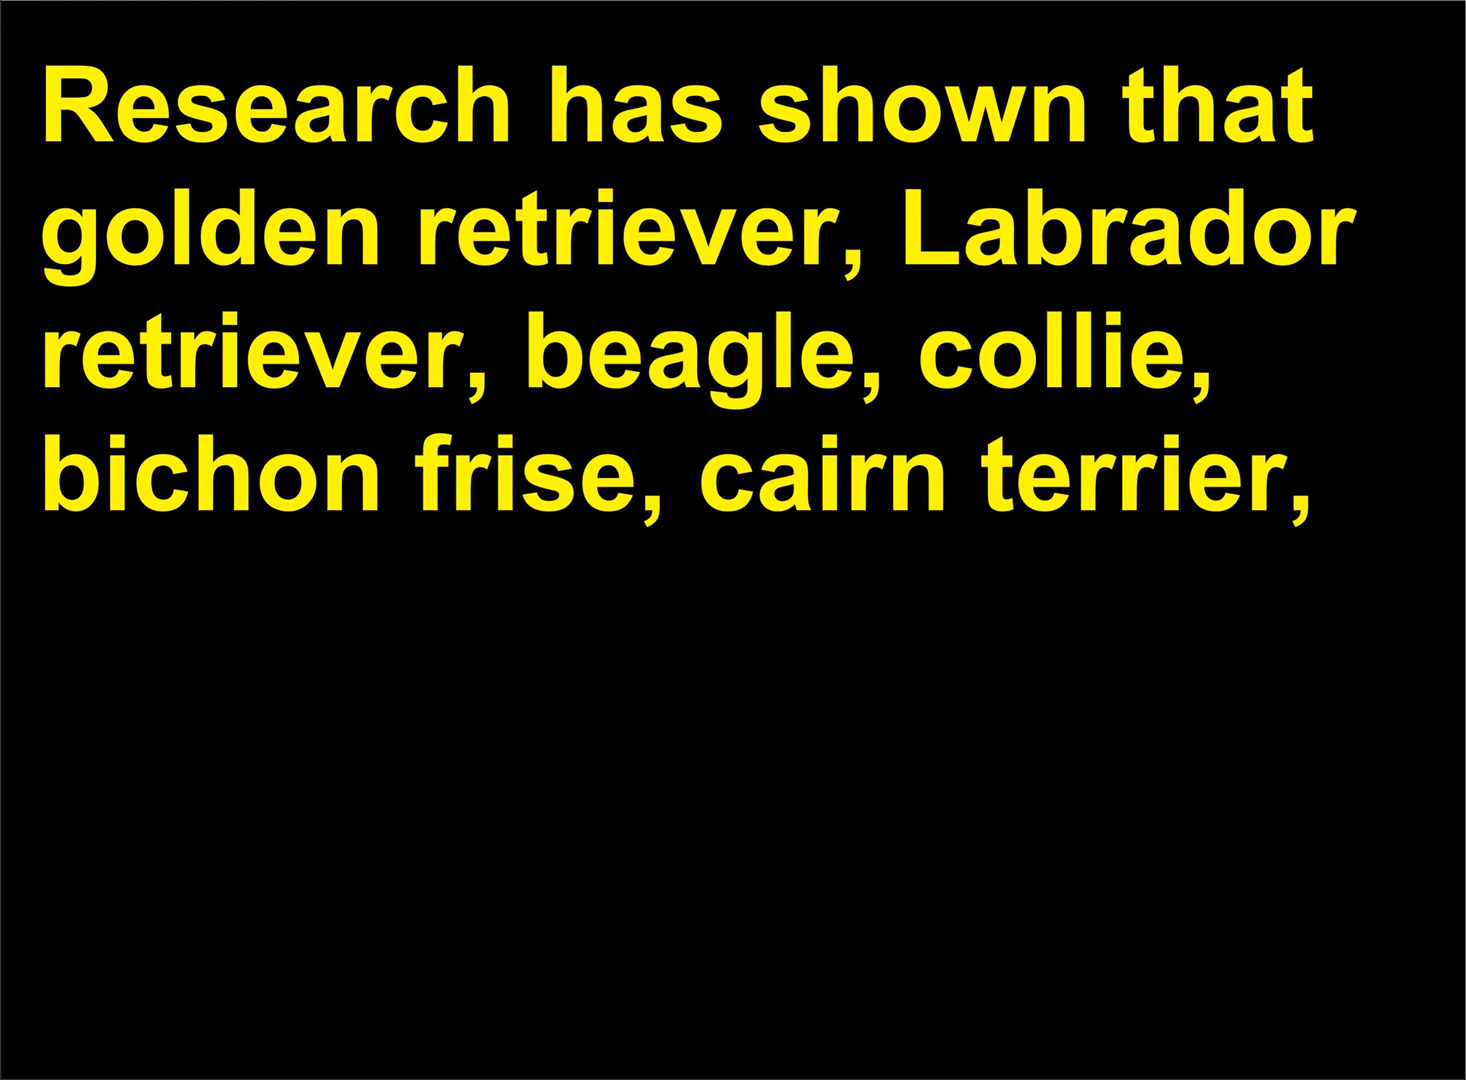 Research has shown that
golden retriever, Labrador
retriever, beagle, collie,
bichon frise, cairn terrier,